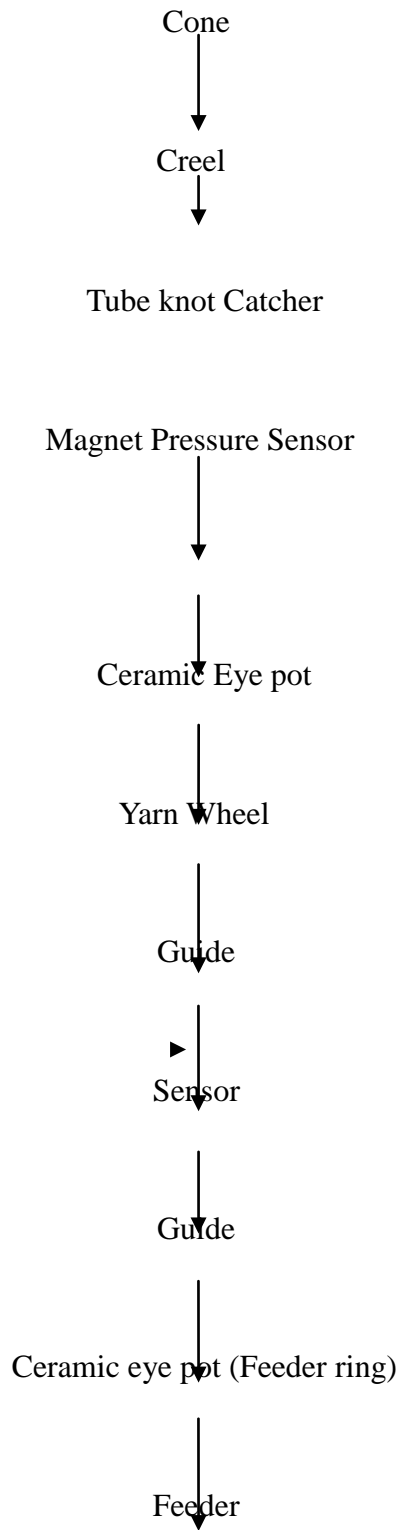 Cone
Creel
Tube knot Catcher
Magnet Pressure Sensor
Ceramic Eye pot
Yarn Wheel
Guide
Sensor
Guide
Ceramic eye pot (Feeder ring)
Feeder